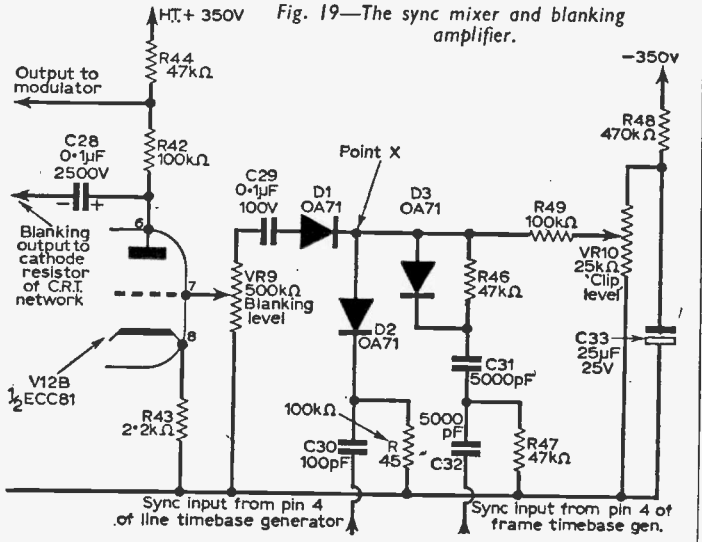 H.T.+ 350V
Fig. 19—The sync mixer and blanking
amplifier.
R44
47kΩ
-350v
Output to
modulator
R48
470kΩ
C28
0·1µF
2500V
R42
100kΩ
Point X
C29
0·1µF
100V
D1
OA71
D3
OA71
R49
100kΩ
- +
Blanking
output to
cathode
resistor
of C.R.T.
network
6
7
8
VR9
500kΩ
Blanking
level
R46
47kΩ
VR10
25kΩ
'Clip
level'
D2
OA71
C33
25µF
25V
V12B
½ECC81
C31
5000pF
R43
2·2kΩ
100kΩ
R
45
C30
100pF
5000
pF
C32
R47
47kΩ
Sync input from pin 4
of line timebase generator
Sync input from pin 4 of
frame timebase gen.